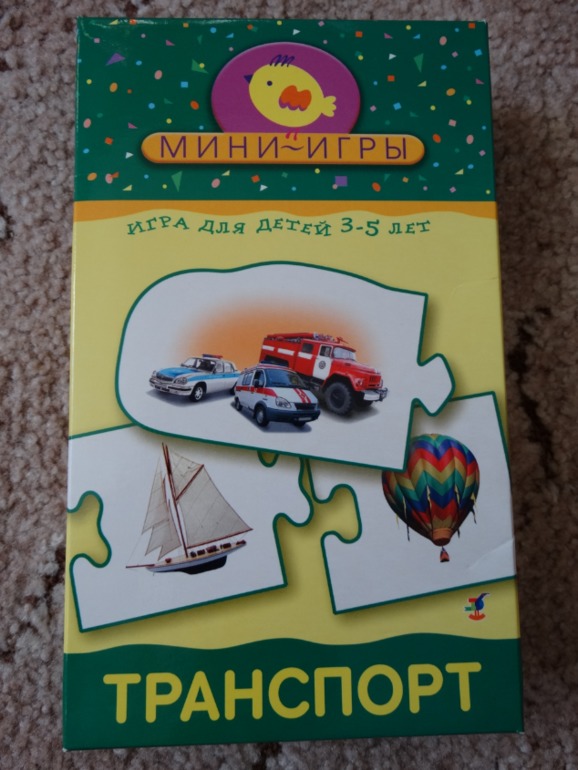 МИНИ-ИГРЫ
ИГРА ДЛЯ ДЕТЕЙ 3-5 ЛЕТ
ТРАНСПОРТ